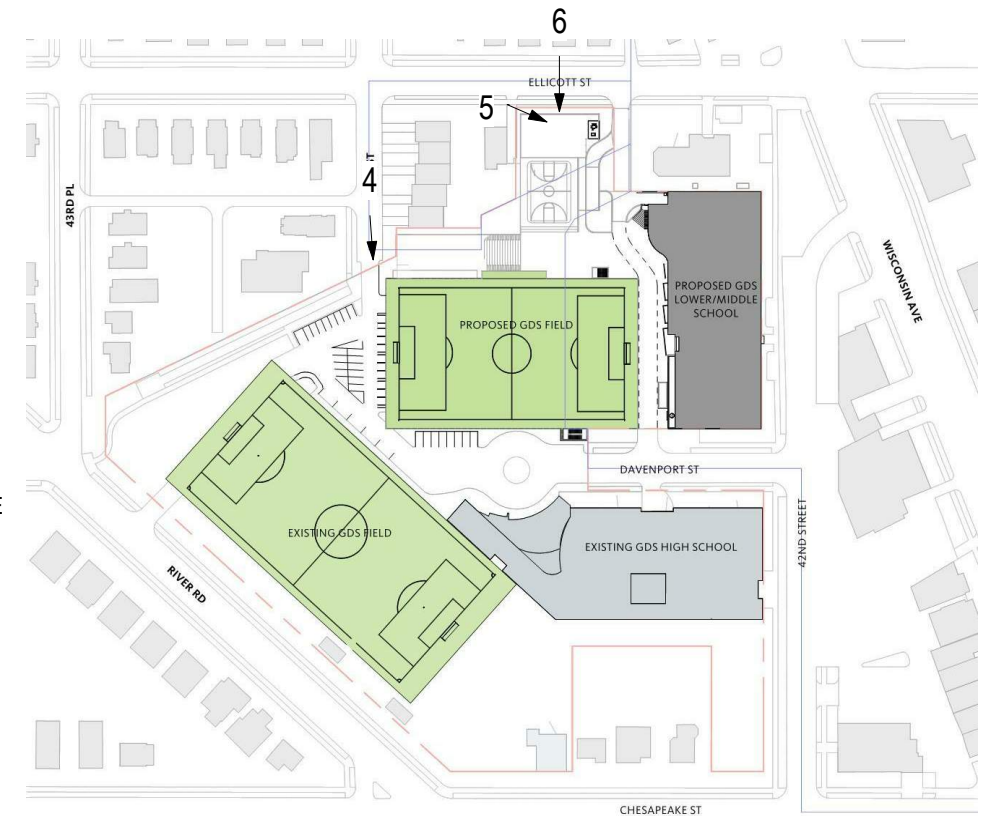 6
ELLICOTT ST
5
4
43RD PL
WISCONSIN AVE
PROPOSED GDS
LOWER/MIDDLE
SCHOOL
PROPOSED GDS FIELD
DAVENPORT ST
EXISTING GDS FIELD
EXISTING GDS HIGH SCHOOL
42ND STREET
RIVER RD
CHESAPEAKE ST